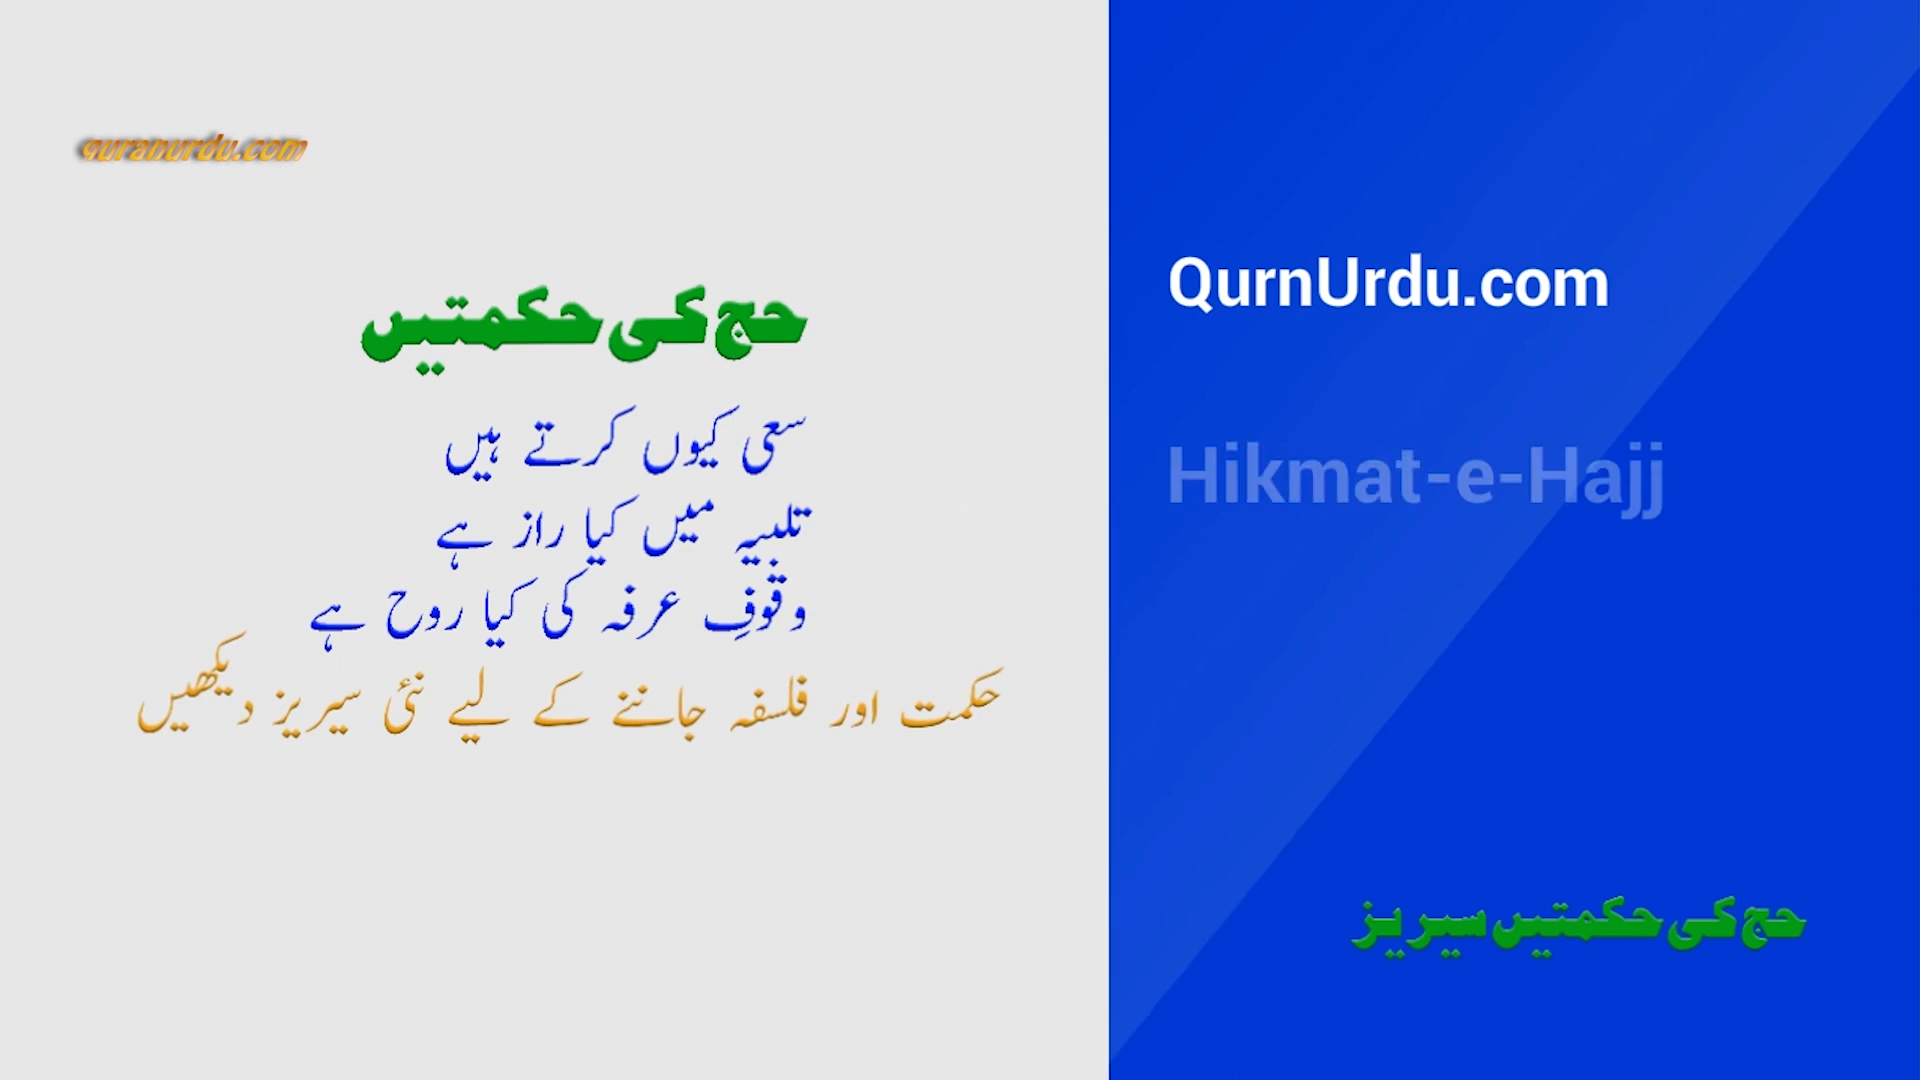 quranurdu.com
حج کی حکمتیں
سعی کیوں کرتے ہیں
تلبیہ میں کیا راز ہے
وقوفِ عرفہ کی کیا روح ہے
حکمت اور فلسفہ جاننے کے لیے نئی سیریز دیکھیں
QurnUrdu.com
Hikmat-e-Hajj
حج کی حکمتیں سیریز